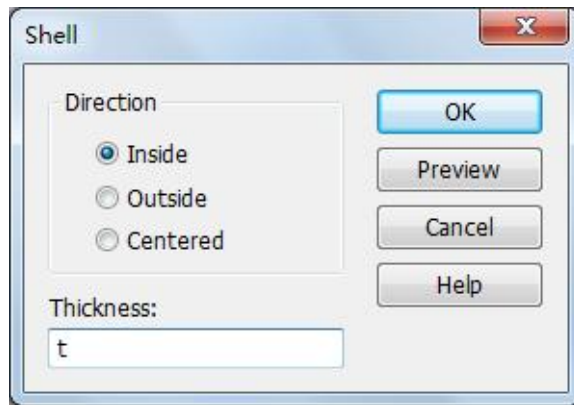 Shell
Direction
Inside
Outside
Centered
Thickness:
t
OK
Preview
Cancel
Help